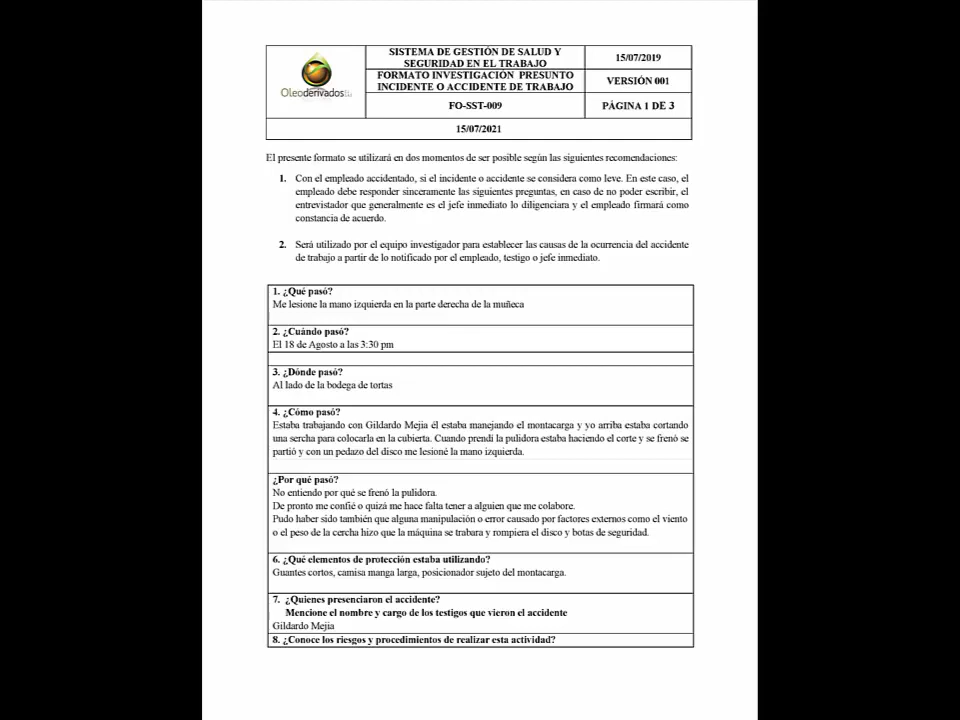 Oleoderivados
SISTEMA DE GESTIÓN DE SALUD Y
SEGURIDAD EN EL TRABAJO
15/07/2019
FORMATO INVESTIGACIÓN PRESUNTO
INCIDENTE O ACCIDENTE DE TRABAJO
VERSIÓN 001
FO-SST-009
PÁGINA 1 DE 3
15/07/2021
El presente formato se utilizará en dos momentos de ser posible según las siguientes recomendaciones:
1. Con el empleado accidentado, si el incidente o accidente se considera como leve. En este caso, el
empleado debe responder sinceramente las siguientes preguntas, en caso de no poder escribir, el
entrevistador que generalmente es el jefe inmediato lo diligenciara y el empleado firmará como
constancia de acuerdo.
2. Será utilizado por el equipo investigador para establecer las causas de la ocurrencia del accidente
de trabajo a partir de lo notificado por el empleado, testigo o jefe inmediato.
1. ¿Qué pasó?
Me lesione la mano izquierda en la parte derecha de la muñeca
2. ¿Cuándo pasó?
El 18 de Agosto a las 3:30 pm
3. ¿Dónde pasó?
Al lado de la bodega de tortas
4. ¿Cómo pasó?
Estaba trabajando con Gildardo Mejia él estaba manejando el montacarga y yo arriba estaba cortando
una sercha para colocarla en la cubierta. Cuando prendí la pulidora estaba haciendo el corte y se frenó se
partió y con un pedazo del disco me lesioné la mano izquierda.
¿Por qué pasó?
No entiendo por qué se frenó la pulidora.
De pronto me confié o quizá me hace falta tener a alguien que me colabore.
Pudo haber sido también que alguna manipulación o error causado por factores externos como el viento
o el peso de la cercha hizo que la máquina se trabara y rompiera el disco y botas de seguridad.
6. ¿Qué elementos de protección estaba utilizando?
Guantes cortos, camisa manga larga, posicionador sujeto del montacarga.
7. ¿Quienes presenciaron el accidente?
Mencione el nombre y cargo de los testigos que vieron el accidente
Gildardo Mejia
8. ¿Conoce los riesgos y procedimientos de realizar esta actividad?